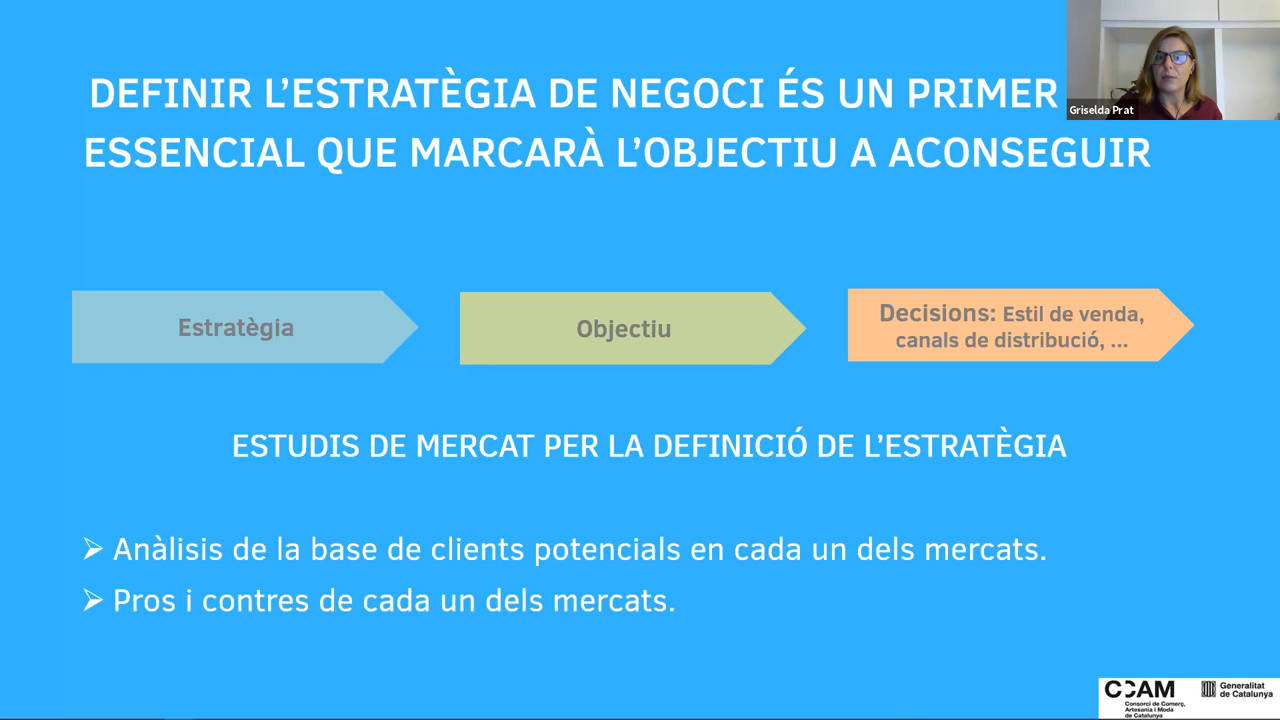 DEFINIR L'ESTRATÈGIA DE NEGOCI ÉS UN PRIMER
ESSENCIAL QUE MARCARÀ L'OBJECTIU A ACONSEGUIR
Griselda Prat
Estratègia
Objectiu
Decisions: Estil de venda,
canals de distribució, ...
ESTUDIS DE MERCAT PER LA DEFINICIÓ DE L'ESTRATÈGIA
➢ Anàlisis de la base de clients potencials en cada un dels mercats.
➢ Pros i contres de cada un dels mercats.
CCAM
Consorci de Comerç,
Artesania i Moda
de Catalunya
Generalitat
de Catalunya